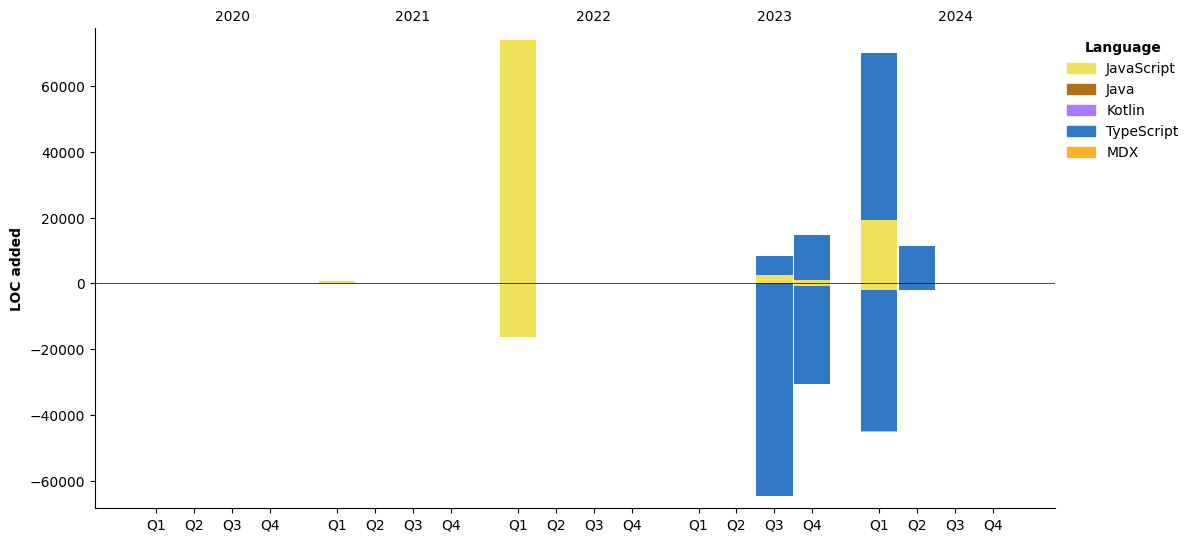 2020 2021 2022 2023 2024
Language
JavaScript
Java
Kotlin
TypeScript
MDX
LOC added
60000
40000
20000
0
−20000
−40000
−60000
Q1 Q2 Q3 Q4 Q1 Q2 Q3 Q4 Q1 Q2 Q3 Q4 Q1 Q2 Q3 Q4 Q1 Q2 Q3 Q4